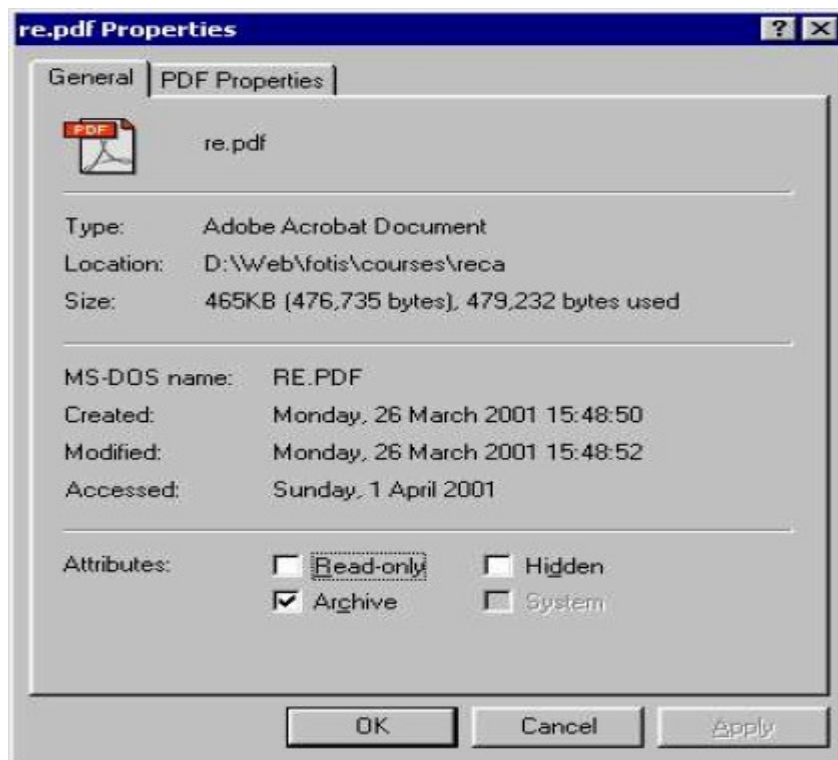 re.pdf Properties
General PDF Properties
PDF
re.pdf
Type: Adobe Acrobat Document
Location: D:\Web\fotis\courses\reca
Size: 465KB (476,735 bytes), 479,232 bytes used
MS-DOS name: RE.PDF
Created: Monday, 26 March 2001 15:48:50
Modified: Monday, 26 March 2001 15:48:52
Accessed: Sunday, 1 April 2001
Attributes: Read-only Hidden
Archive System
OK Cancel Apply